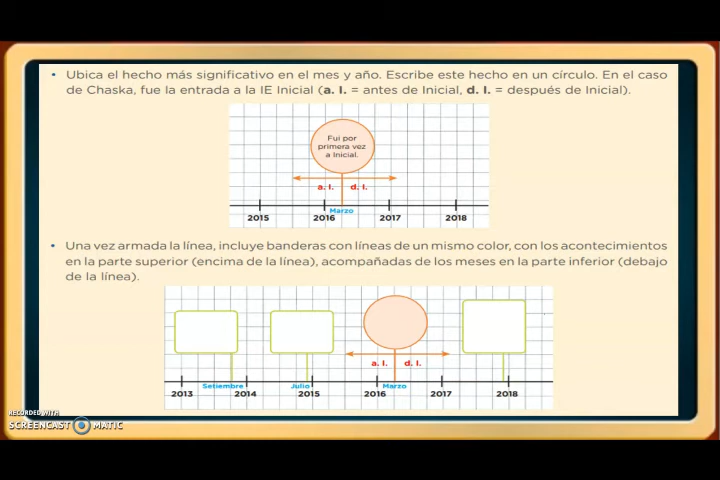 • Ubica el hecho más significativo en el mes y año. Escribe este hecho en un círculo. En el caso
de Chaska, fue la entrada a la IE Inicial (a. I. = antes de Inicial, d. I. = después de Inicial).
Fui por
primera vez
a Inicial.
a. I. d. I.
Marzo
2015 2016 2017 2018
• Una vez armada la línea, incluye banderas con líneas de un mismo color, con los acontecimientos
en la parte superior (encima de la línea), acompañadas de los meses en la parte inferior (debajo
de la línea).
a. I. d. I.
Setiembre Julio Marzo
2013 2014 2015 2016 2017 2018
RECORDED WITH
SCREENCAST MATIC